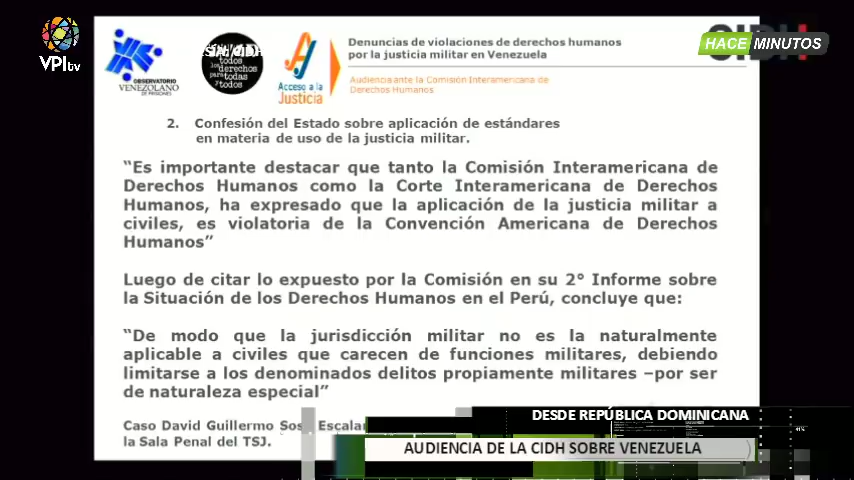 VPItv
HACE MINUTOS
CIDH
OBSERVATORIO
VENEZOLANO
DE PRISIONES
todos
los
derechos
para
todas
y
todos
Acceso a la
Justicia
Denuncias de violaciones de derechos humanos
por la justicia militar en Venezuela
Audiencia ante la Comisión Interamericana de
Derechos Humanos
2. Confesión del Estado sobre aplicación de estándares
en materia de uso de la justicia militar.
“Es importante destacar que tanto la Comisión Interamericana de
Derechos Humanos como la Corte Interamericana de Derechos
Humanos, ha expresado que la aplicación de la justicia militar a
civiles, es violatoria de la Convención Americana de Derechos
Humanos”
Luego de citar lo expuesto por la Comisión en su 2° Informe sobre
la Situación de los Derechos Humanos en el Perú, concluye que:
“De modo que la jurisdicción militar no es la naturalmente
aplicable a civiles que carecen de funciones militares, debiendo
limitarse a los denominados delitos propiamente militares –por ser
de naturaleza especial”
Caso David Guillermo Sosa
la Sala Penal del TSJ.
DESDE REPÚBLICA DOMINICANA
AUDIENCIA DE LA CIDH SOBRE VENEZUELA